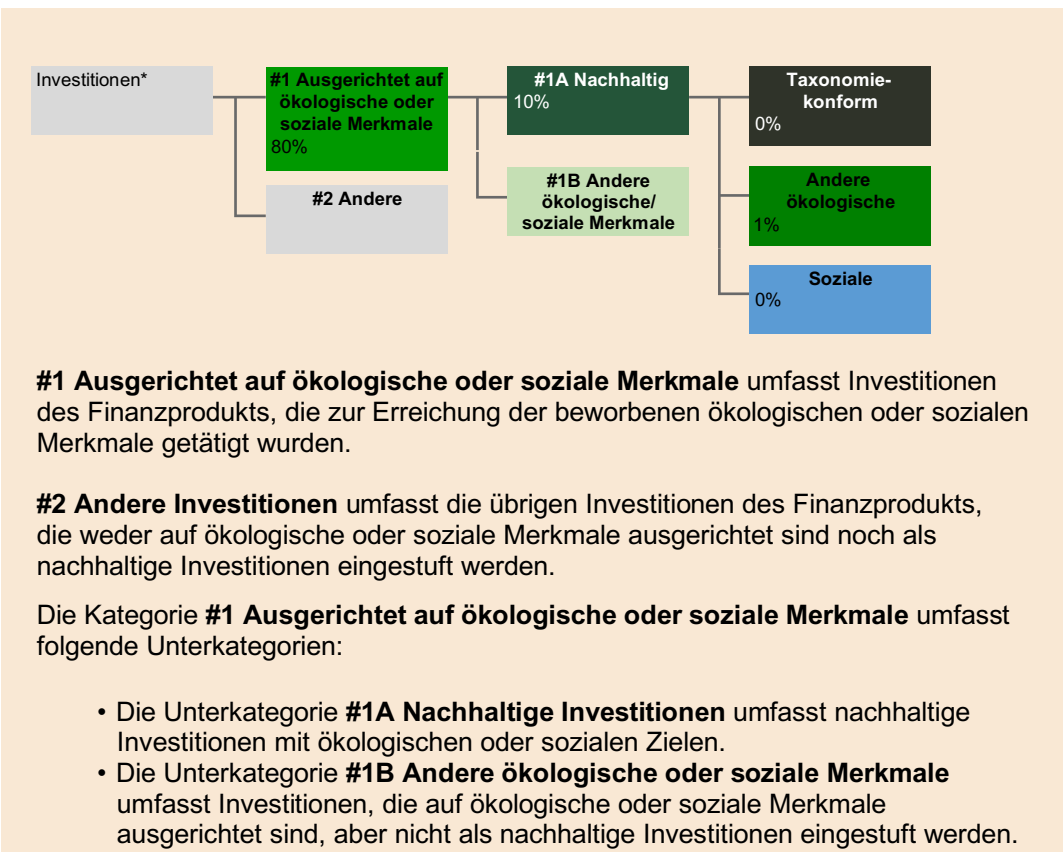 Investitionen*
#1 Ausgerichtet auf
ökologische oder
soziale Merkmale
80%
#2 Andere
#1A Nachhaltig
10%
#1B Andere
ökologische/
soziale Merkmale
Taxonomie-
konform
0%
Andere
ökologische
1%
Soziale
0%
#1 Ausgerichtet auf ökologische oder soziale Merkmale umfasst Investitionen
des Finanzprodukts, die zur Erreichung der beworbenen ökologischen oder sozialen
Merkmale getätigt wurden.
#2 Andere Investitionen umfasst die übrigen Investitionen des Finanzprodukts,
die weder auf ökologische oder soziale Merkmale ausgerichtet sind noch als
nachhaltige Investitionen eingestuft werden.
Die Kategorie #1 Ausgerichtet auf ökologische oder soziale Merkmale umfasst
folgende Unterkategorien:
• Die Unterkategorie #1A Nachhaltige Investitionen umfasst nachhaltige
Investitionen mit ökologischen oder sozialen Zielen.
• Die Unterkategorie #1B Andere ökologische oder soziale Merkmale
umfasst Investitionen, die auf ökologische oder soziale Merkmale
ausgerichtet sind, aber nicht als nachhaltige Investitionen eingestuft werden.